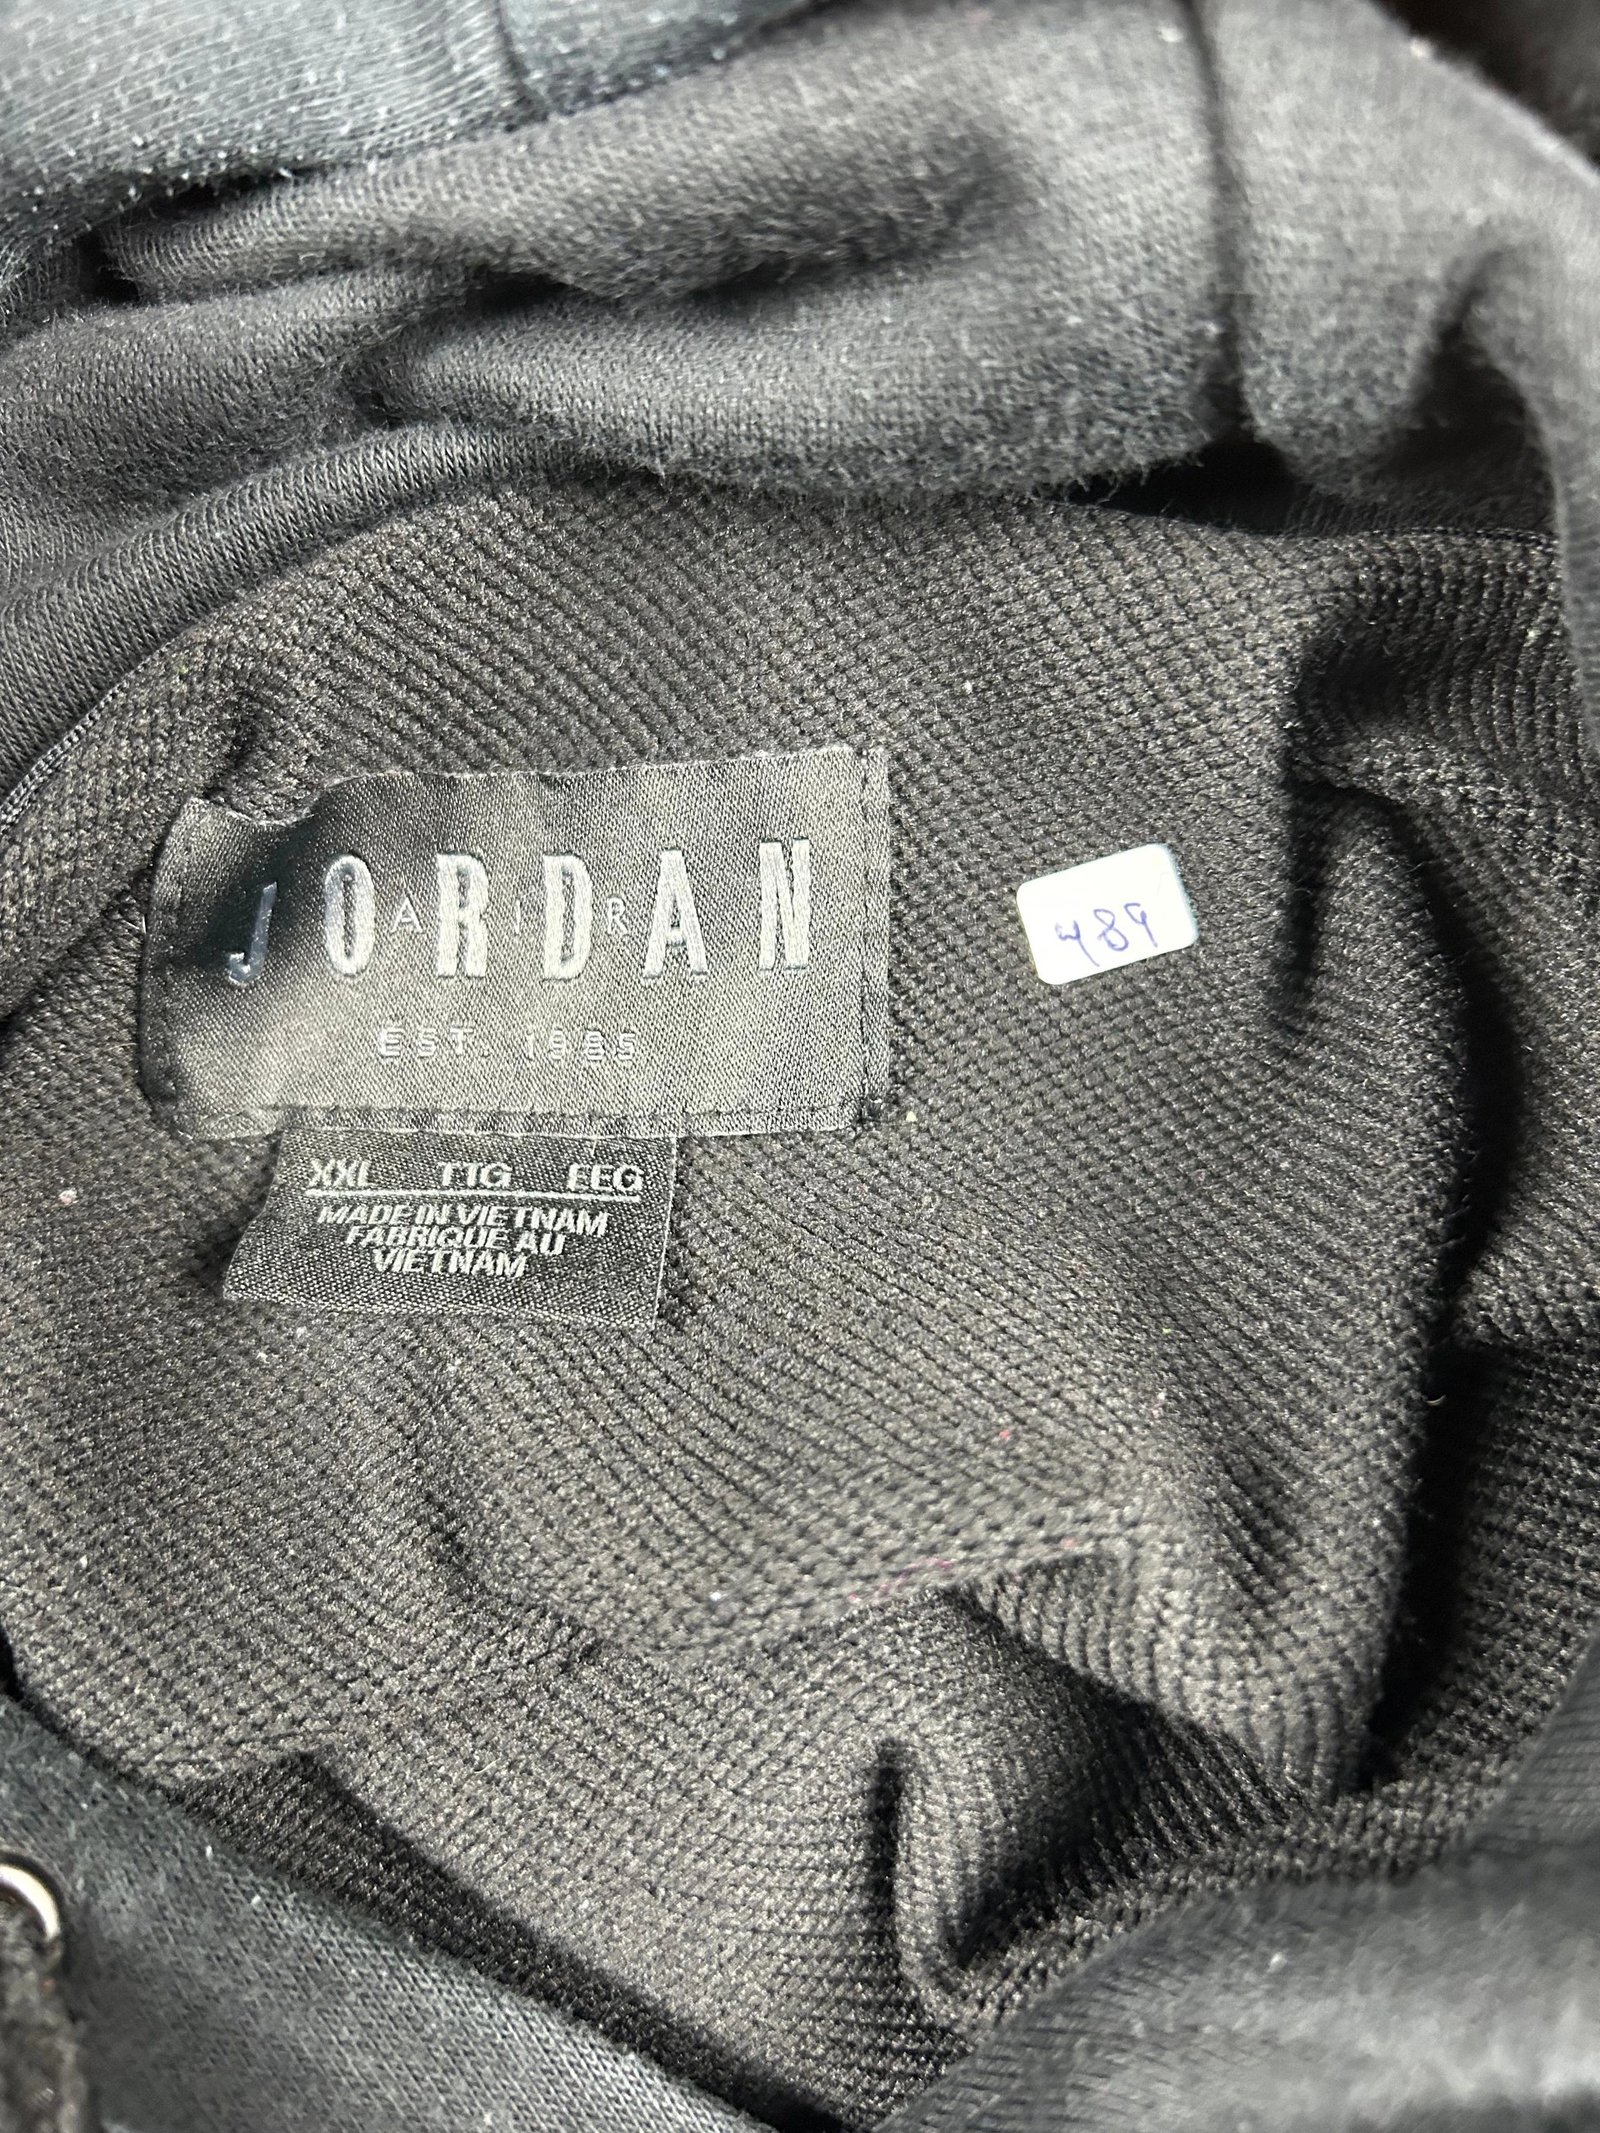 JORDAN
AIR
EST. 1985
489
XXL TTG EEG
MADE IN VIETNAM
FABRIQUE AU
VIETNAM